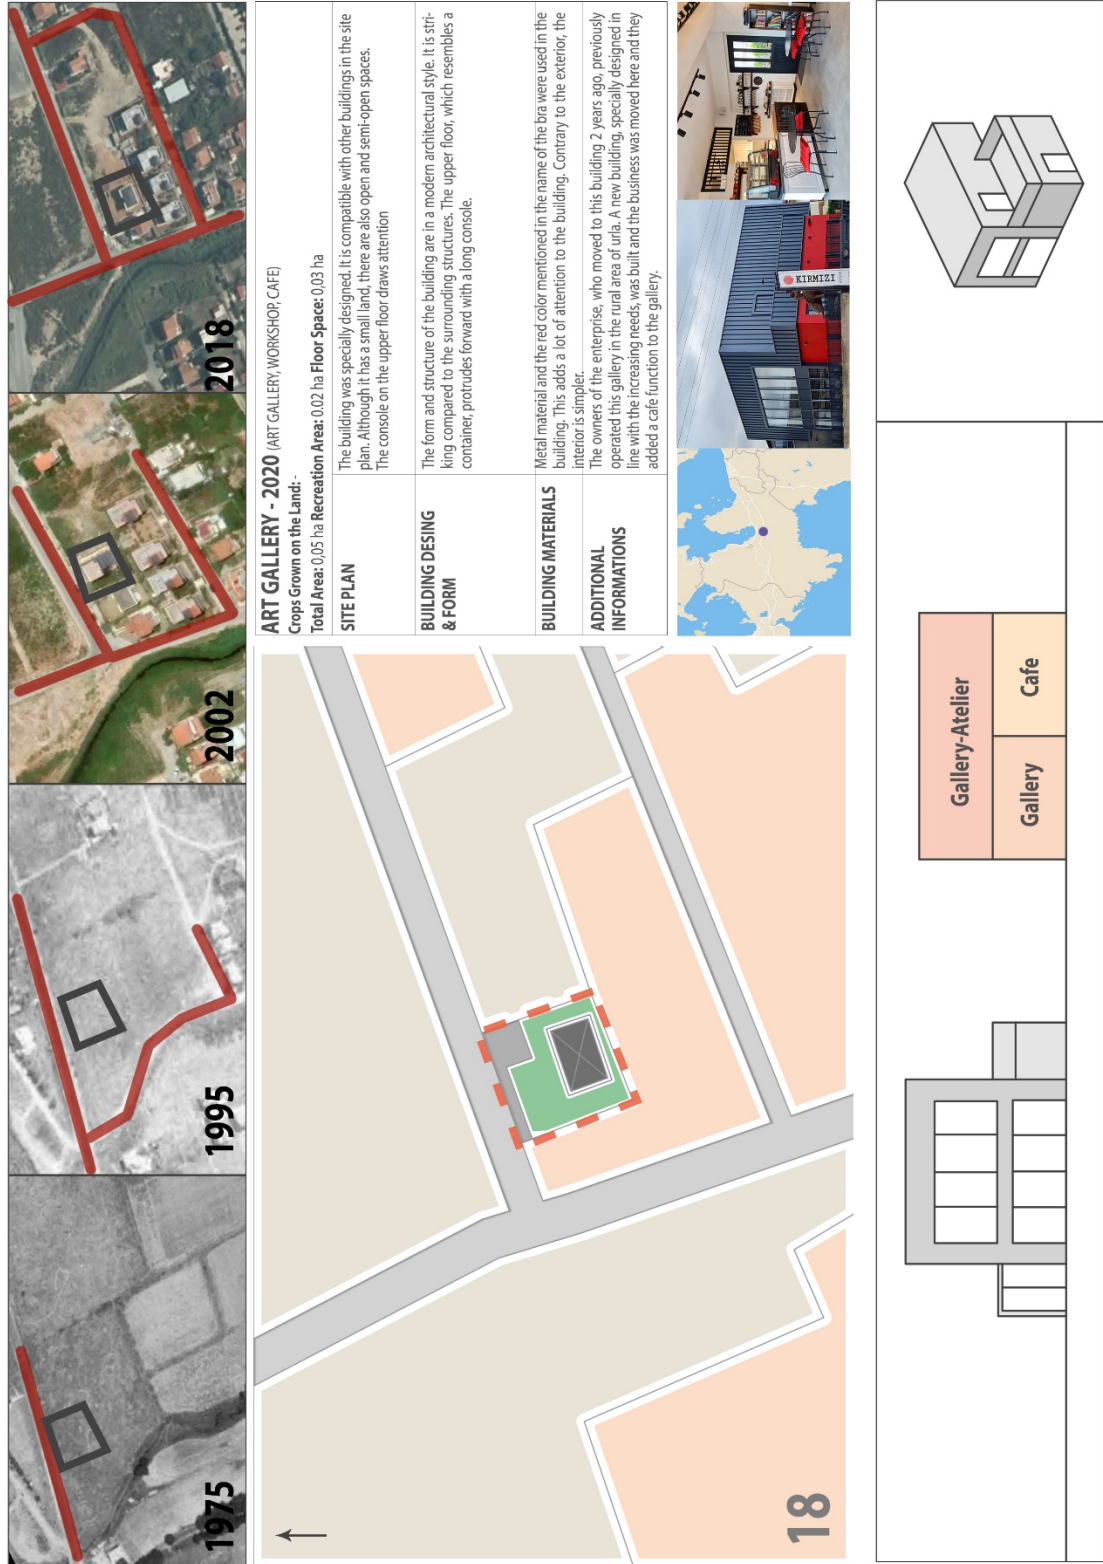 1975
1995
2002
2018
18
ART GALLERY - 2020 (ART GALLERY, WORKSHOP, CAFE)
Crops Grown on the Land: -
Total Area: 0,05 ha Recreation Area: 0.02 ha Floor Space: 0,03 ha
SITE PLAN
The building was specially designed. It is compatible with other buildings in the site
plan. Although it has a small land, there are also open and semi-open spaces.
The console on the upper floor draws attention
BUILDING DESING
& FORM
The form and structure of the building are in a modern architectural style. It is stri-
king compared to the surrounding structures. The upper floor, which resembles a
container, protrudes forward with a long console.
BUILDING MATERIALS
Metal material and the red color mentioned in the name of the bra were used in the
building. This adds a lot of attention to the building. Contrary to the exterior, the
interior is simpler.
ADDITIONAL
INFORMATIONS
The owners of the enterprise, who moved to this building 2 years ago, previously
operated this gallery in the rural area of urla. A new building, specially designed in
line with the increasing needs, was built and the business was moved here and they
added a cafe function to the gallery.
KIRMIZI
Gallery-Atelier
Gallery
Cafe